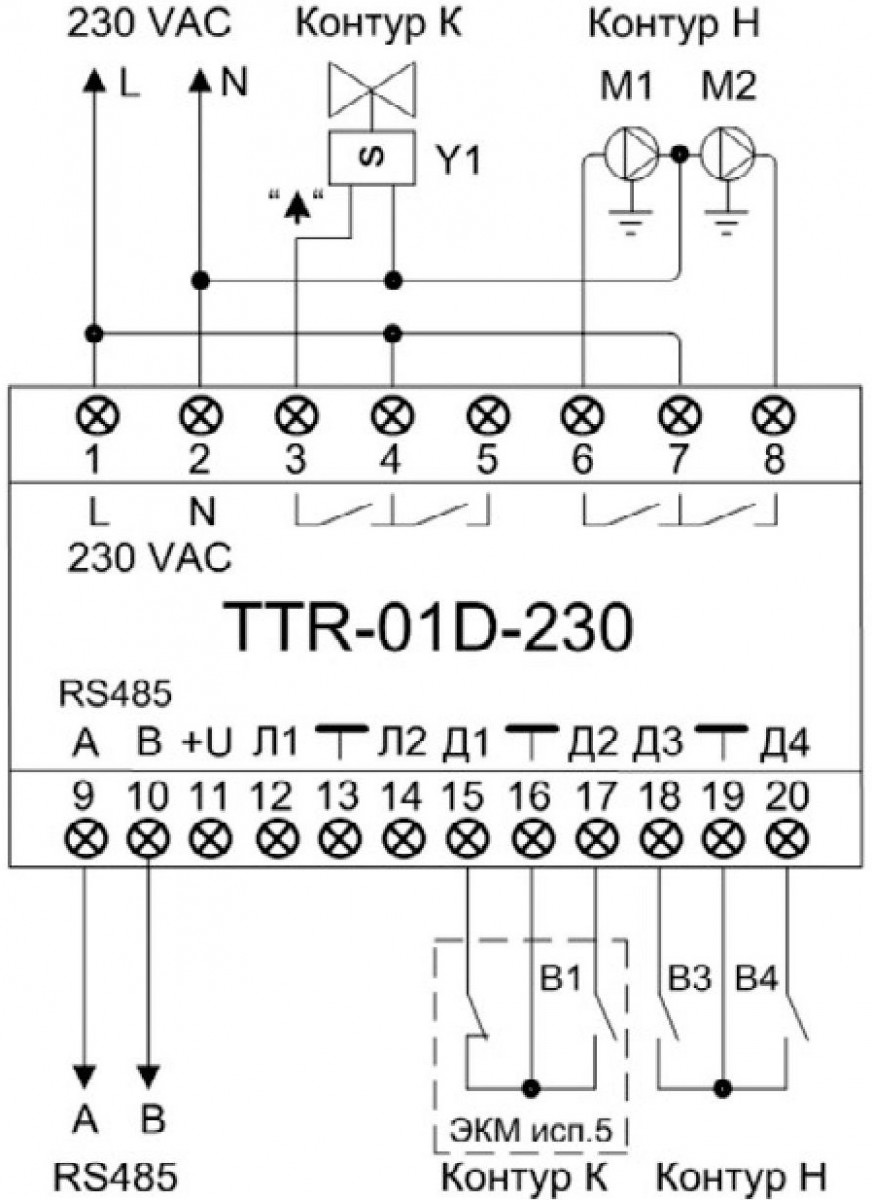 230 VAC Контур К Контур Н
L N M1 M2
S Y1
“ “
1 2 3 4 5 6 7 8
L N
230 VAC
TTR-01D-230
RS485
A B +U Л1 Л2 Д1 Д2 Д3 Д4
9 10 11 12 13 14 15 16 17 18 19 20
B1 B3 B4
A B ЭКМ исп.5
RS485 Контур К Контур Н